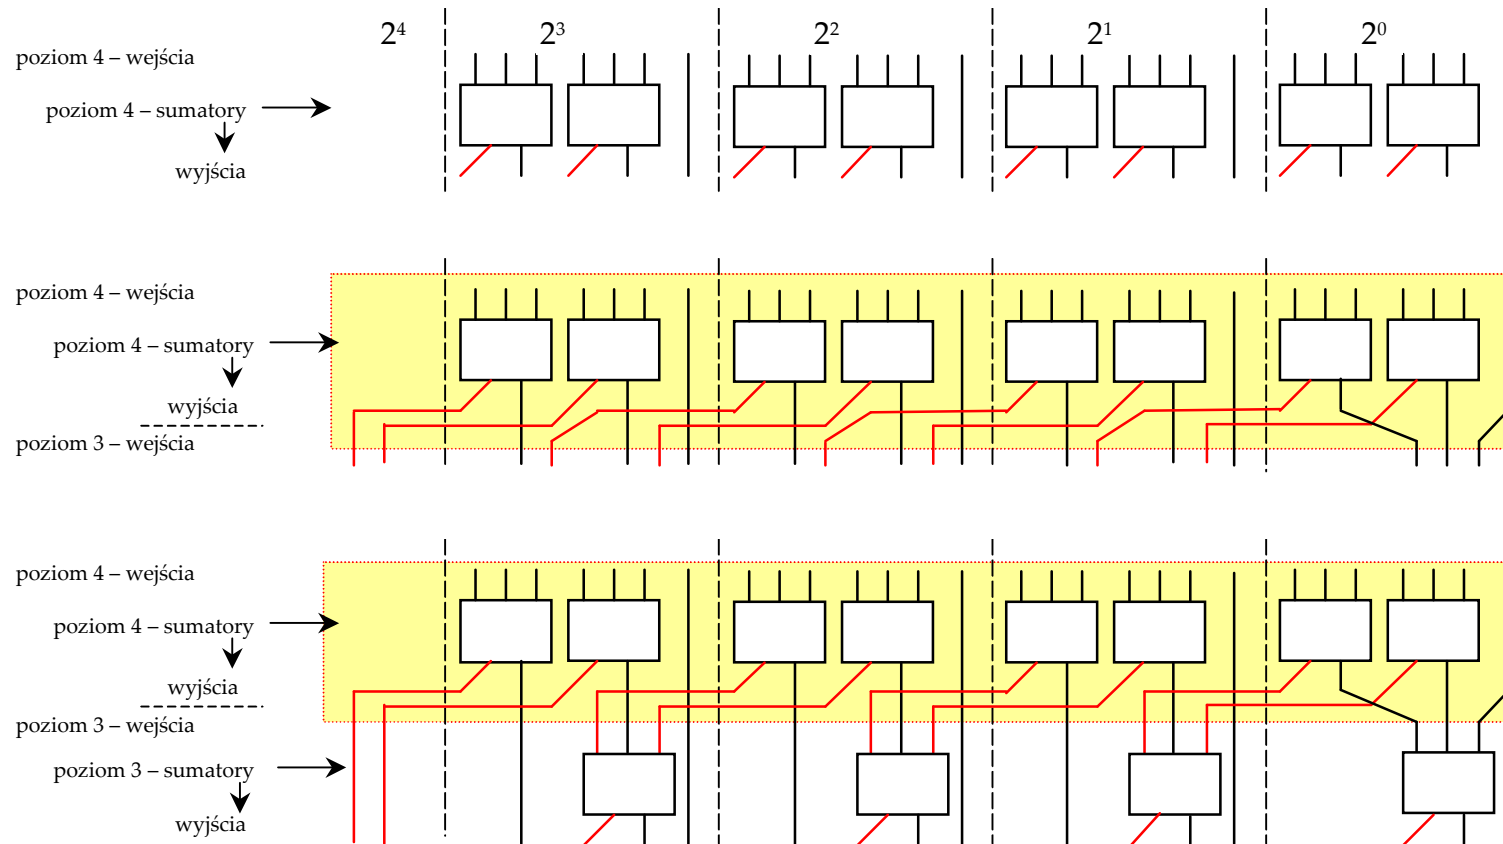 2⁴ 2³ 2² 2¹ 2⁰
poziom 4 – wejścia
poziom 4 – sumatory
wyjścia
poziom 4 – wejścia
poziom 4 – sumatory
wyjścia
poziom 3 – wejścia
poziom 4 – wejścia
poziom 4 – sumatory
wyjścia
poziom 3 – wejścia
poziom 3 – sumatory
wyjścia